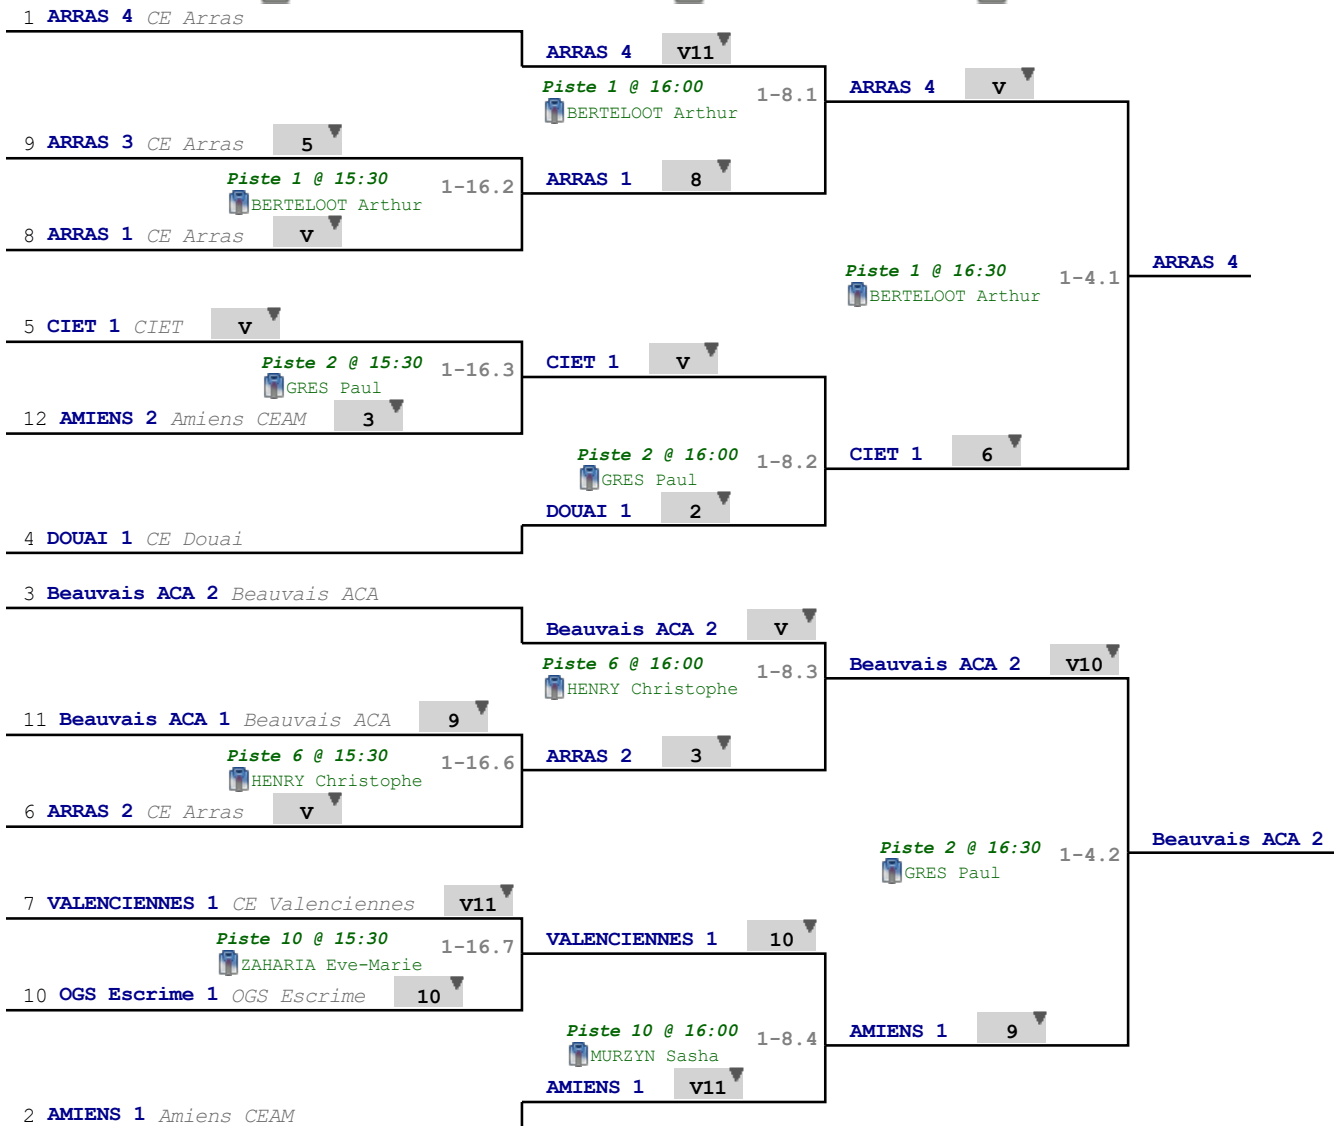 1 ARRAS 4 CE Arras
ARRAS 4 V11
Piste 1 @ 16:00
1-8.1
BERTELOOT Arthur
ARRAS 4 V
9 ARRAS 3 CE Arras 5
Piste 1 @ 15:30
1-16.2
BERTELOOT Arthur
ARRAS 1 8
8 ARRAS 1 CE Arras V
Piste 1 @ 16:30
1-4.1
BERTELOOT Arthur
ARRAS 4
5 CIET 1 CIET V
Piste 2 @ 15:30
1-16.3
GRES Paul
CIET 1 V
12 AMIENS 2 Amiens CEAM 3
Piste 2 @ 16:00
1-8.2
GRES Paul
CIET 1 6
DOUAI 1 2
4 DOUAI 1 CE Douai
3 Beauvais ACA 2 Beauvais ACA
Beauvais ACA 2 V
Piste 6 @ 16:00
1-8.3
HENRY Christophe
Beauvais ACA 2 V10
11 Beauvais ACA 1 Beauvais ACA 9
Piste 6 @ 15:30
1-16.6
HENRY Christophe
ARRAS 2 3
6 ARRAS 2 CE Arras V
Piste 2 @ 16:30
1-4.2
GRES Paul
Beauvais ACA 2
7 VALENCIENNES 1 CE Valenciennes V11
Piste 10 @ 15:30
1-16.7
ZAHARIA Eve-Marie
VALENCIENNES 1 10
10 OGS Escrime 1 OGS Escrime 10
Piste 10 @ 16:00
1-8.4
MURZYN Sasha
AMIENS 1 9
AMIENS 1 V11
2 AMIENS 1 Amiens CEAM